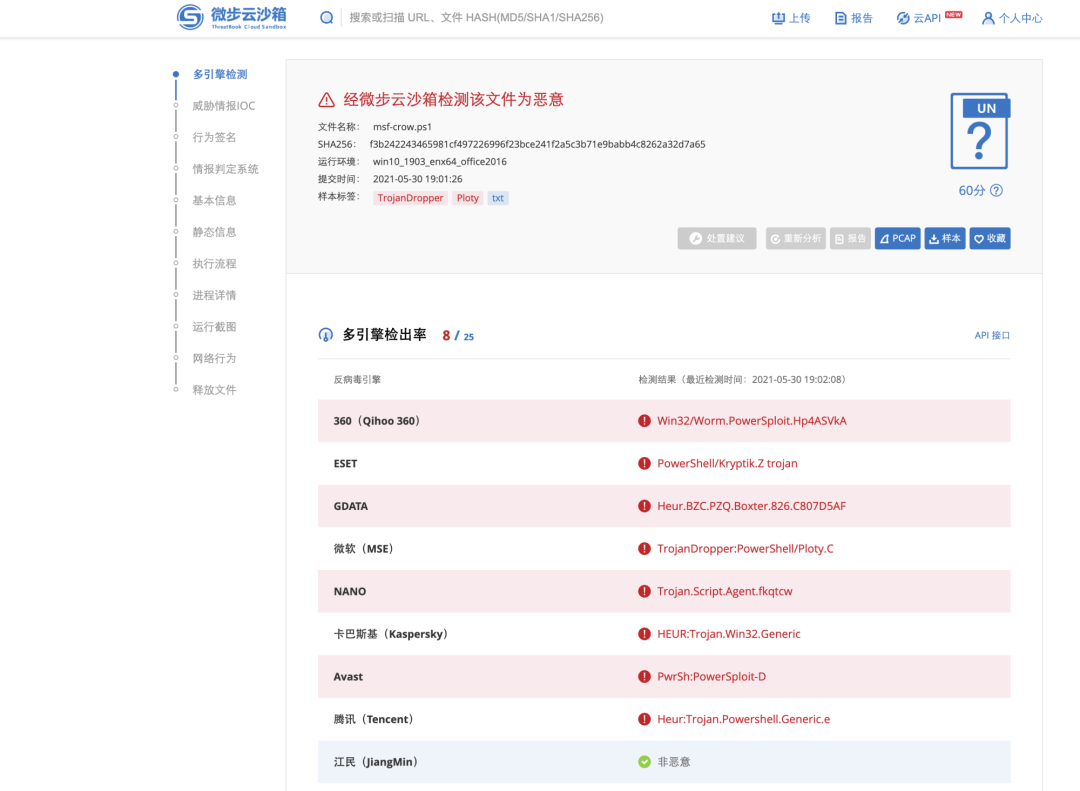 微步云沙箱
ThreatBook Cloud Sandbox
搜索或扫描 URL、文件 HASH(MD5/SHA1/SHA256)
上传
报告
云API NEW
个人中心
多引擎检测
威胁情报IOC
行为签名
情报判定系统
基本信息
静态信息
执行流程
进程详情
运行截图
网络行为
释放文件
经微步云沙箱检测该文件为恶意
文件名称： msf-crow.ps1
SHA256： f3b242243465981cf497226996f23bce241f2a5c3b71e9babb4c8262a32d7a65
运行环境： win10_1903_enx64_office2016
提交时间： 2021-05-30 19:01:26
样本标签： TrojanDropper Ploty txt
UN
?
60分 ?
处置建议
重新分析
报告
PCAP
样本
收藏
多引擎检出率 8 / 25
API 接口
反病毒引擎 检测结果（最近检测时间：2021-05-30 19:02:08）
360（Qihoo 360） Win32/Worm.PowerSploit.Hp4ASVkA
ESET PowerShell/Kryptik.Z trojan
GDATA Heur.BZC.PZQ.Boxter.826.C807D5AF
微软（MSE） TrojanDropper:PowerShell/Ploty.C
NANO Trojan.Script.Agent.fkqtcw
卡巴斯基（Kaspersky） HEUR:Trojan.Win32.Generic
Avast PwrSh:PowerSploit-D
腾讯（Tencent） Heur:Trojan.Powershell.Generic.e
江民（JiangMin） 非恶意